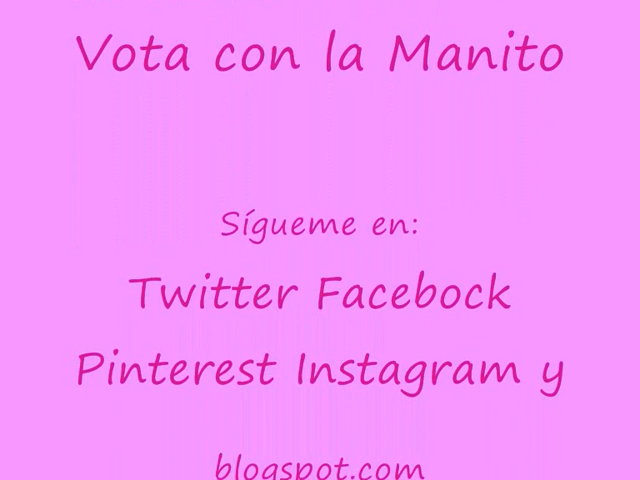 Vota con la Manito
Sígueme en:
Twitter Facebock
Pinterest Instagram y
blogspot.com